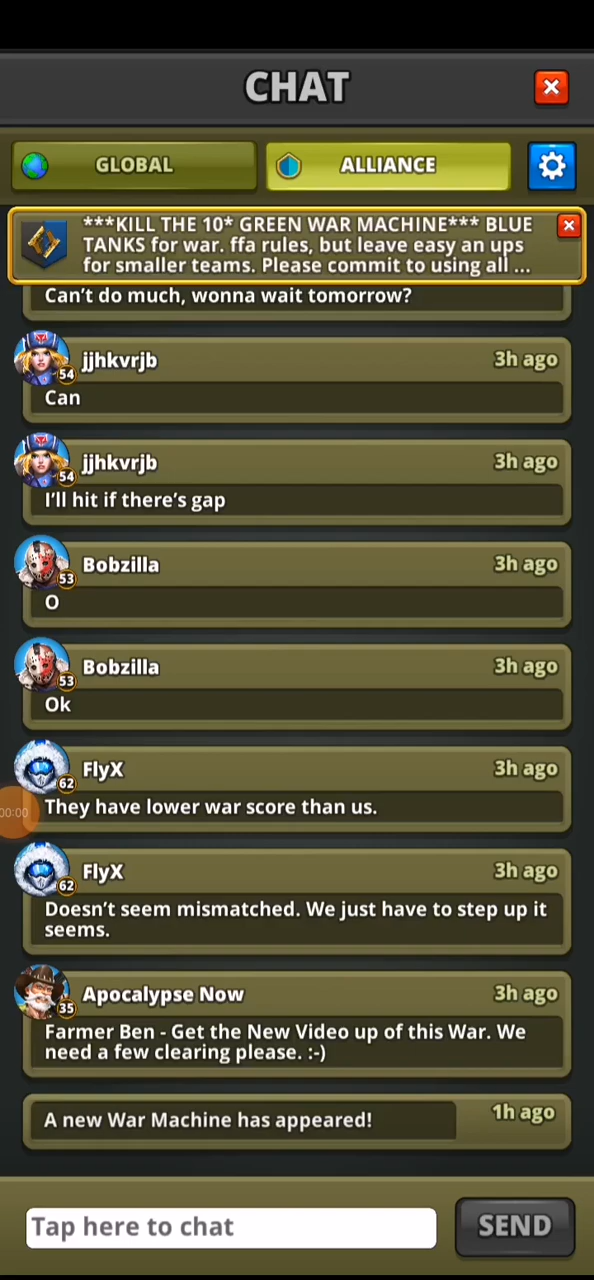 CHAT
GLOBAL
ALLIANCE
***KILL THE 10* GREEN WAR MACHINE*** BLUE
TANKS for war. ffa rules, but leave easy an ups
for smaller teams. Please commit to using all ...
Can't do much, wonna wait tomorrow?
jjhkvrjb 3h ago
54
Can
jjhkvrjb 3h ago
54
I'll hit if there's gap
Bobzilla 3h ago
53
O
Bobzilla 3h ago
53
Ok
FlyX 3h ago
62
00:00
They have lower war score than us.
FlyX 3h ago
62
Doesn't seem mismatched. We just have to step up it
seems.
Apocalypse Now 3h ago
35
Farmer Ben - Get the New Video up of this War. We
need a few clearing please. :-)
A new War Machine has appeared! 1h ago
Tap here to chat
SEND